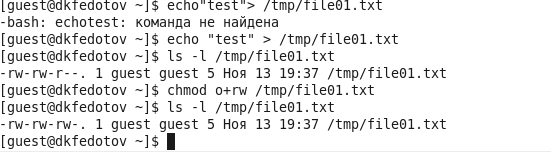 [guest@dkfedotov ~]$ echo"test"> /tmp/file01.txt
-bash: echotest: команда не найдена
[guest@dkfedotov ~]$ echo "test" > /tmp/file01.txt
[guest@dkfedotov ~]$ ls -l /tmp/file01.txt
-rw-rw-r--. 1 guest guest 5 Ноя 13 19:37 /tmp/file01.txt
[guest@dkfedotov ~]$ chmod o+rw /tmp/file01.txt
[guest@dkfedotov ~]$ ls -l /tmp/file01.txt
-rw-rw-rw-. 1 guest guest 5 Ноя 13 19:37 /tmp/file01.txt
[guest@dkfedotov ~]$